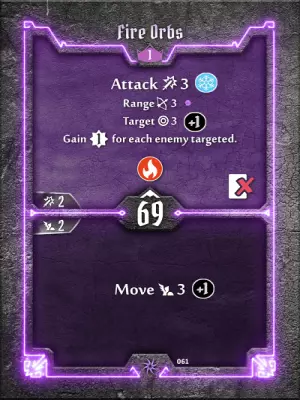 Fire Orbs
1
Attack 3
Range 3
Target 3 +1
Gain 1 for each enemy targeted.
2
69
2
Move 3 +1
061